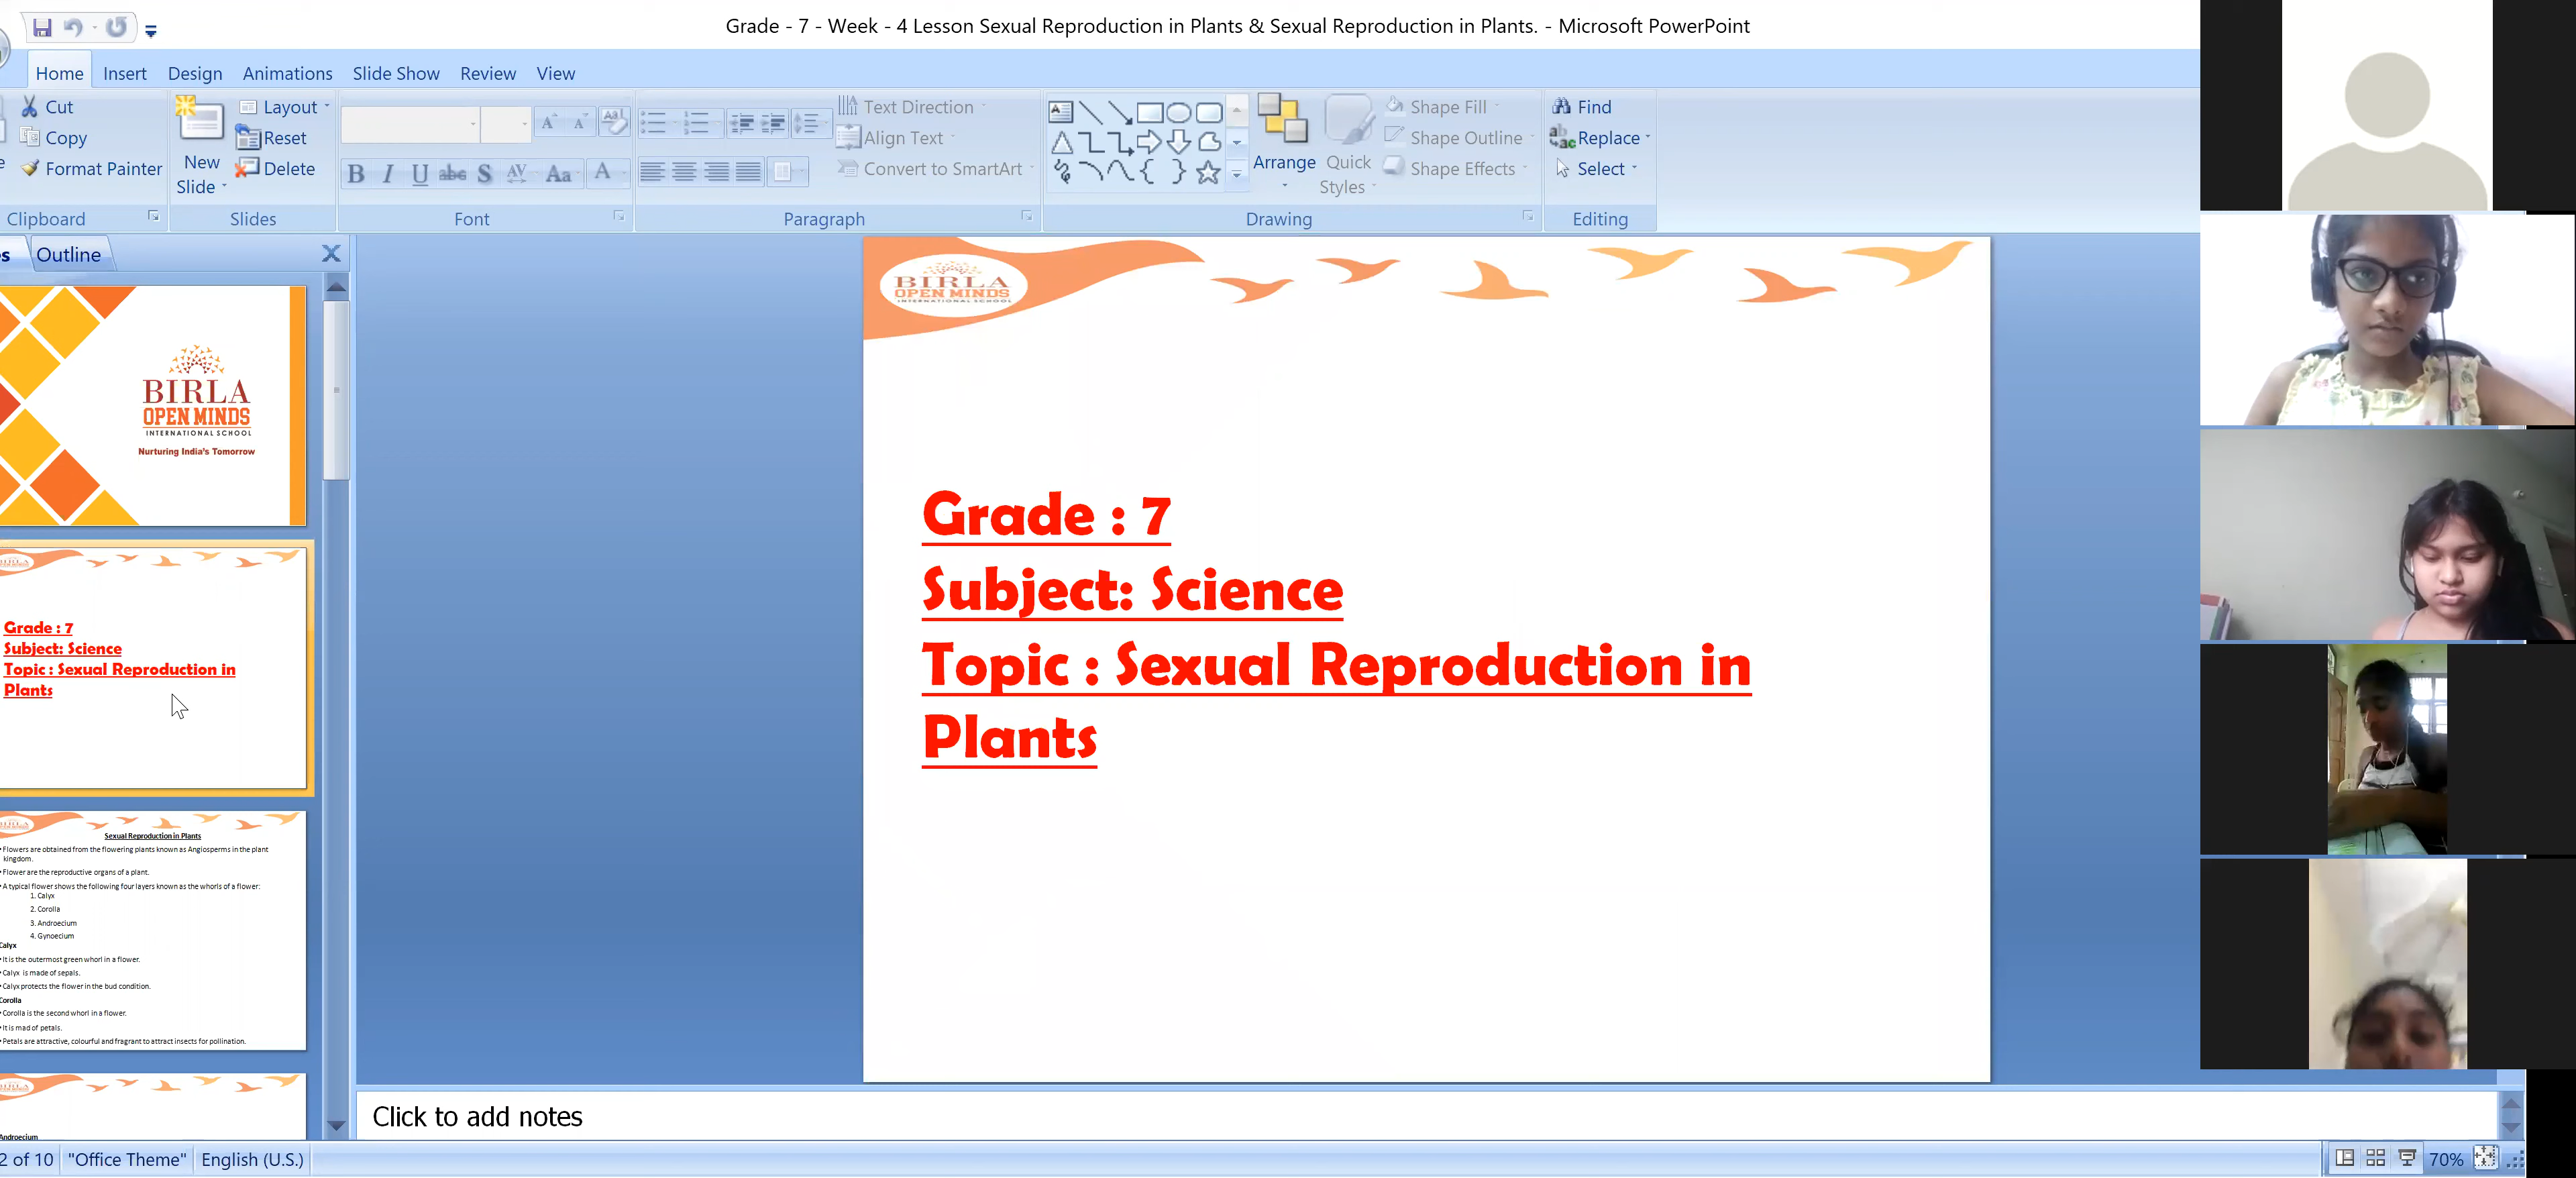 Grade - 7 - Week - 4 Lesson Sexual Reproduction in Plants & Sexual Reproduction in Plants. - Microsoft PowerPoint
Home Insert Design Animations Slide Show Review View
Cut
Copy
Format Painter
Clipboard
New
Slide
Layout
Reset
Delete
Slides
Font
Text Direction
Align Text
Convert to SmartArt
Paragraph
Arrange
Quick
Styles
Shape Fill
Shape Outline
Shape Effects
Drawing
Find
Replace
Select
Editing
Outline
BIRLA
OPEN MINDS
INTERNATIONAL SCHOOL
Nurturing India's Tomorrow
Grade : 7
Subject: Science
Topic : Sexual Reproduction in
Plants
Sexual Reproduction in Plants
•Flowers are obtained from the flowering plants known as Angiosperms in the plant
kingdom.
•Flower are the reproductive organs of a plant.
•A typical flower shows the following four layers known as the whorls of a flower:
1. Calyx
2. Corolla
3. Androecium
4. Gynoecium
Calyx
•It is the outermost green whorl in a flower.
•Calyx is made of sepals.
•Calyx protects the flower in the bud condition.
Corolla
•Corolla is the second whorl in a flower.
•It is mad of petals.
•Petals are attractive, colourful and fragrant to attract insects for pollination.
Androecium
BIRLA
OPEN MINDS
INTERNATIONAL SCHOOL
Grade : 7
Subject: Science
Topic : Sexual Reproduction in
Plants
Click to add notes
2 of 10 "Office Theme" English (U.S.) 70%